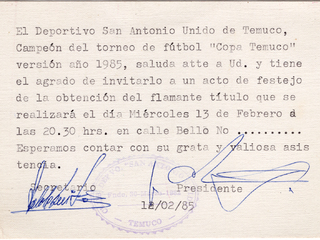 El Deportivo San Antonio Unido de Temuco,
Campeón del torneo de fútbol "Copa Temuco"
versión año 1985, saluda atte a Ud. y tiene
el agrado de invitarlo a un acto de festejo
de la obtención del flamante título que se
realizará el día Miércoles 13 de Febrero a
las 20.30 hrs. en calle Bello No ..........
Esperamos contar con su grata y valiosa asis
tencia.
Secretario Presidente
12/02/85
TEMUCO